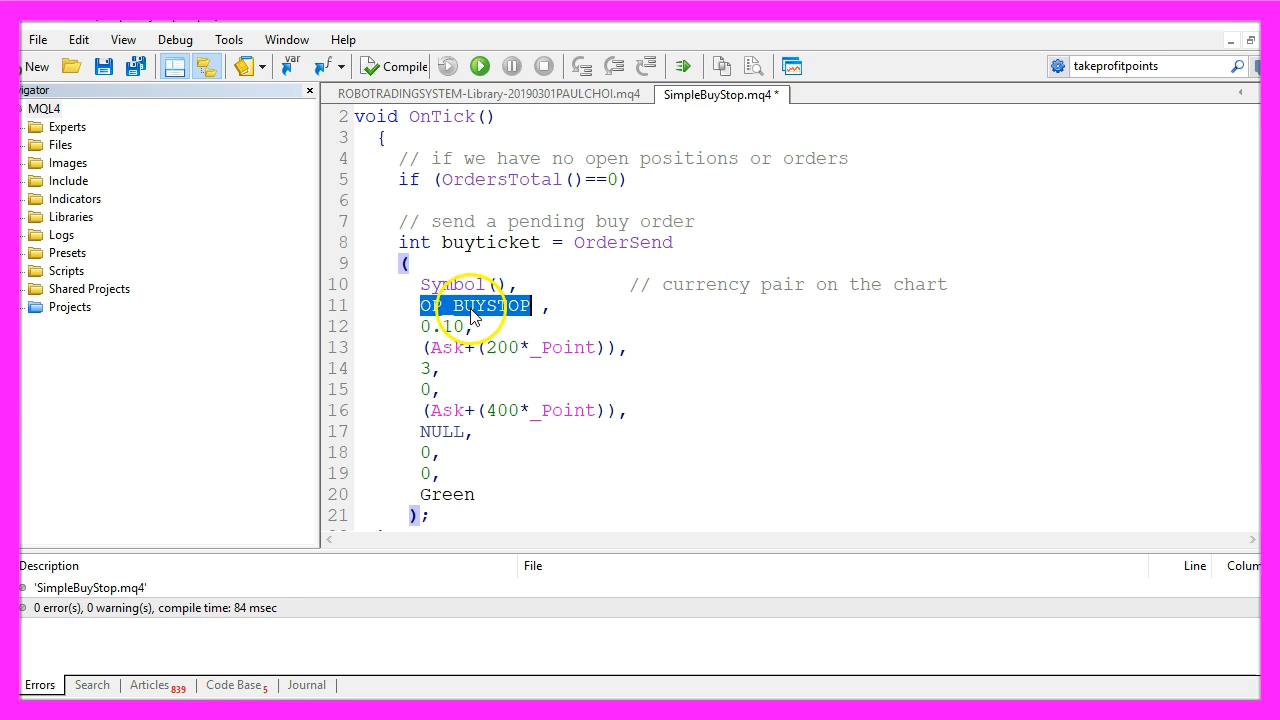 File Edit View Debug Tools Window Help
New var Compile takeprofitpoints
vigator ROBOTRADINGSYSTEM-Library-20190301PAULCHOI.mq4 SimpleBuyStop.mq4 *
MQL4
Experts
Files
Images
Include
Indicators
Libraries
Logs
Presets
Scripts
Shared Projects
Projects
2 void OnTick()
3 {
4 // if we have no open positions or orders
5 if (OrdersTotal()==0)
6
7 // send a pending buy order
8 int buyticket = OrderSend
9 (
10 Symbol(), // currency pair on the chart
11 OP_BUYSTOP ,
12 0.10,
13 (Ask+(200*_Point)),
14 3,
15 0,
16 (Ask+(400*_Point)),
17 NULL,
18 0,
19 0,
20 Green
21 );
Description File Line Colum
'SimpleBuyStop.mq4'
0 error(s), 0 warning(s), compile time: 84 msec
Errors Search Articles 839 Code Base 5 Journal